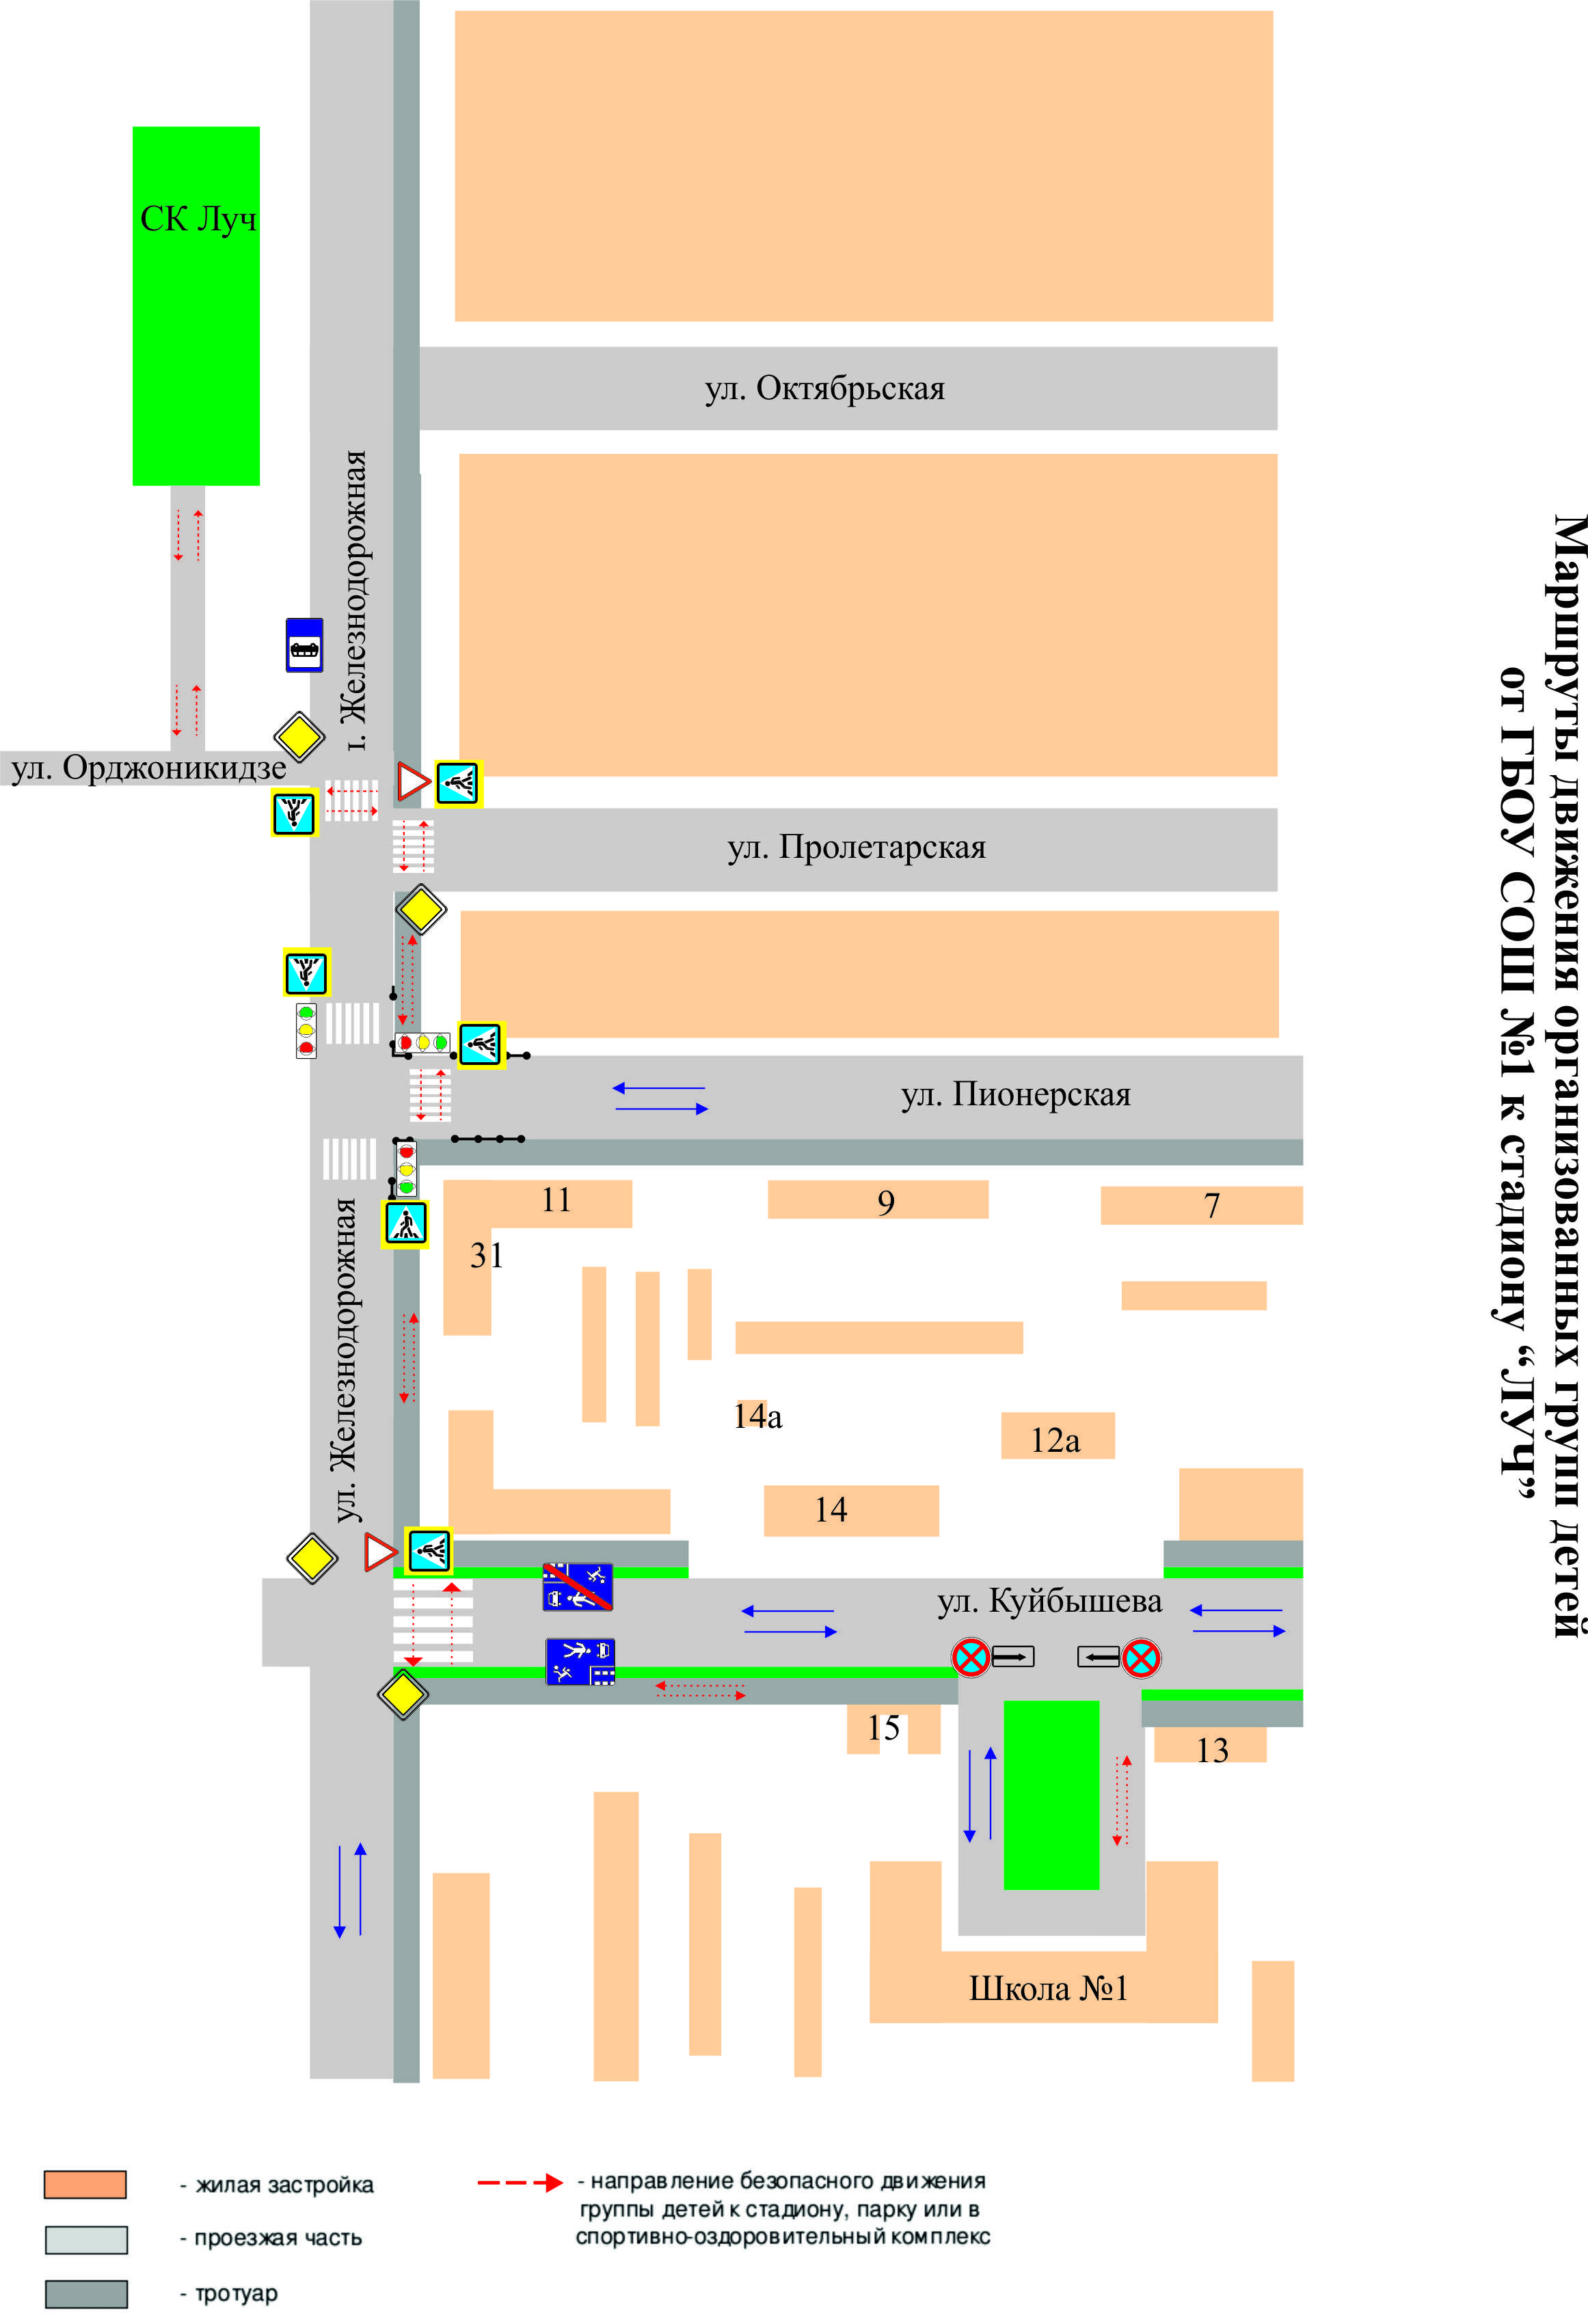 Маршруты движения организованных групп детей
от ГБОУ СОШ №1 к стадиону “ЛУЧ”
СК Луч
ул. Октябрьская
ı. Железнодорожная
ул. Орджоникидзе
ул. Пролетарская
ул. Пионерская
11
9
7
31
ул. Железнодорожная
14а
12а
14
ул. Куйбышева
15
13
Школа №1
- жилая застройка
- проезжая часть
- тротуар
- направление безопасного движения
группы детей к стадиону, парку или в
спортивно-оздоровительный комплекс